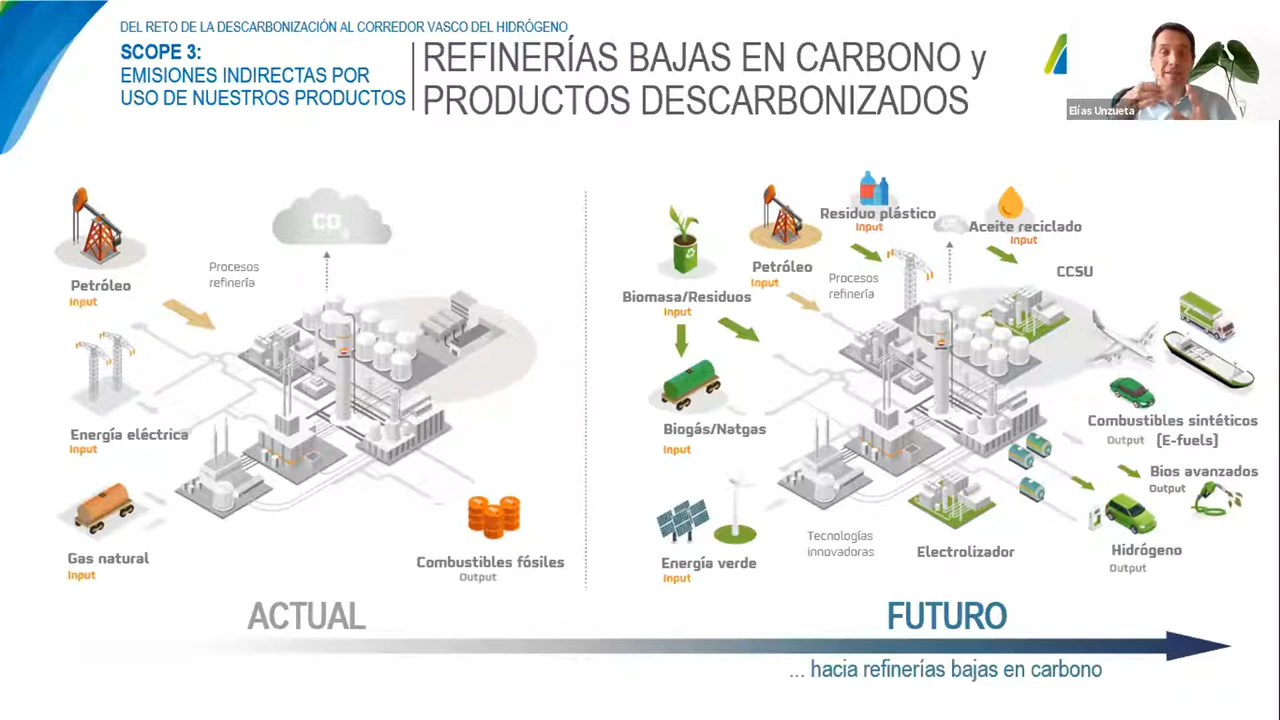 DEL RETO DE LA DESCARBONIZACIÓN AL CORREDOR VASCO DEL HIDRÓGENO
SCOPE 3:
EMISIONES INDIRECTAS POR
USO DE NUESTROS PRODUCTOS
REFINERÍAS BAJAS EN CARBONO y
PRODUCTOS DESCARBONIZADOS
Elías Unzueta
Petróleo
Input
CO2
Procesos
refinería
Energía eléctrica
Input
Gas natural
Input
Combustibles fósiles
Output
ACTUAL
Residuo plástico
Input
Aceite reciclado
Input
Petróleo
Input
Procesos
refinería
CCSU
Biomasa/Residuos
Input
Biogás/Natgas
Input
Combustibles sintéticos
Output (E-fuels)
Bios avanzados
Output
Energía verde
Input
Tecnologías
innovadoras
Electrolizador
Hidrógeno
Output
FUTURO
... hacia refinerías bajas en carbono